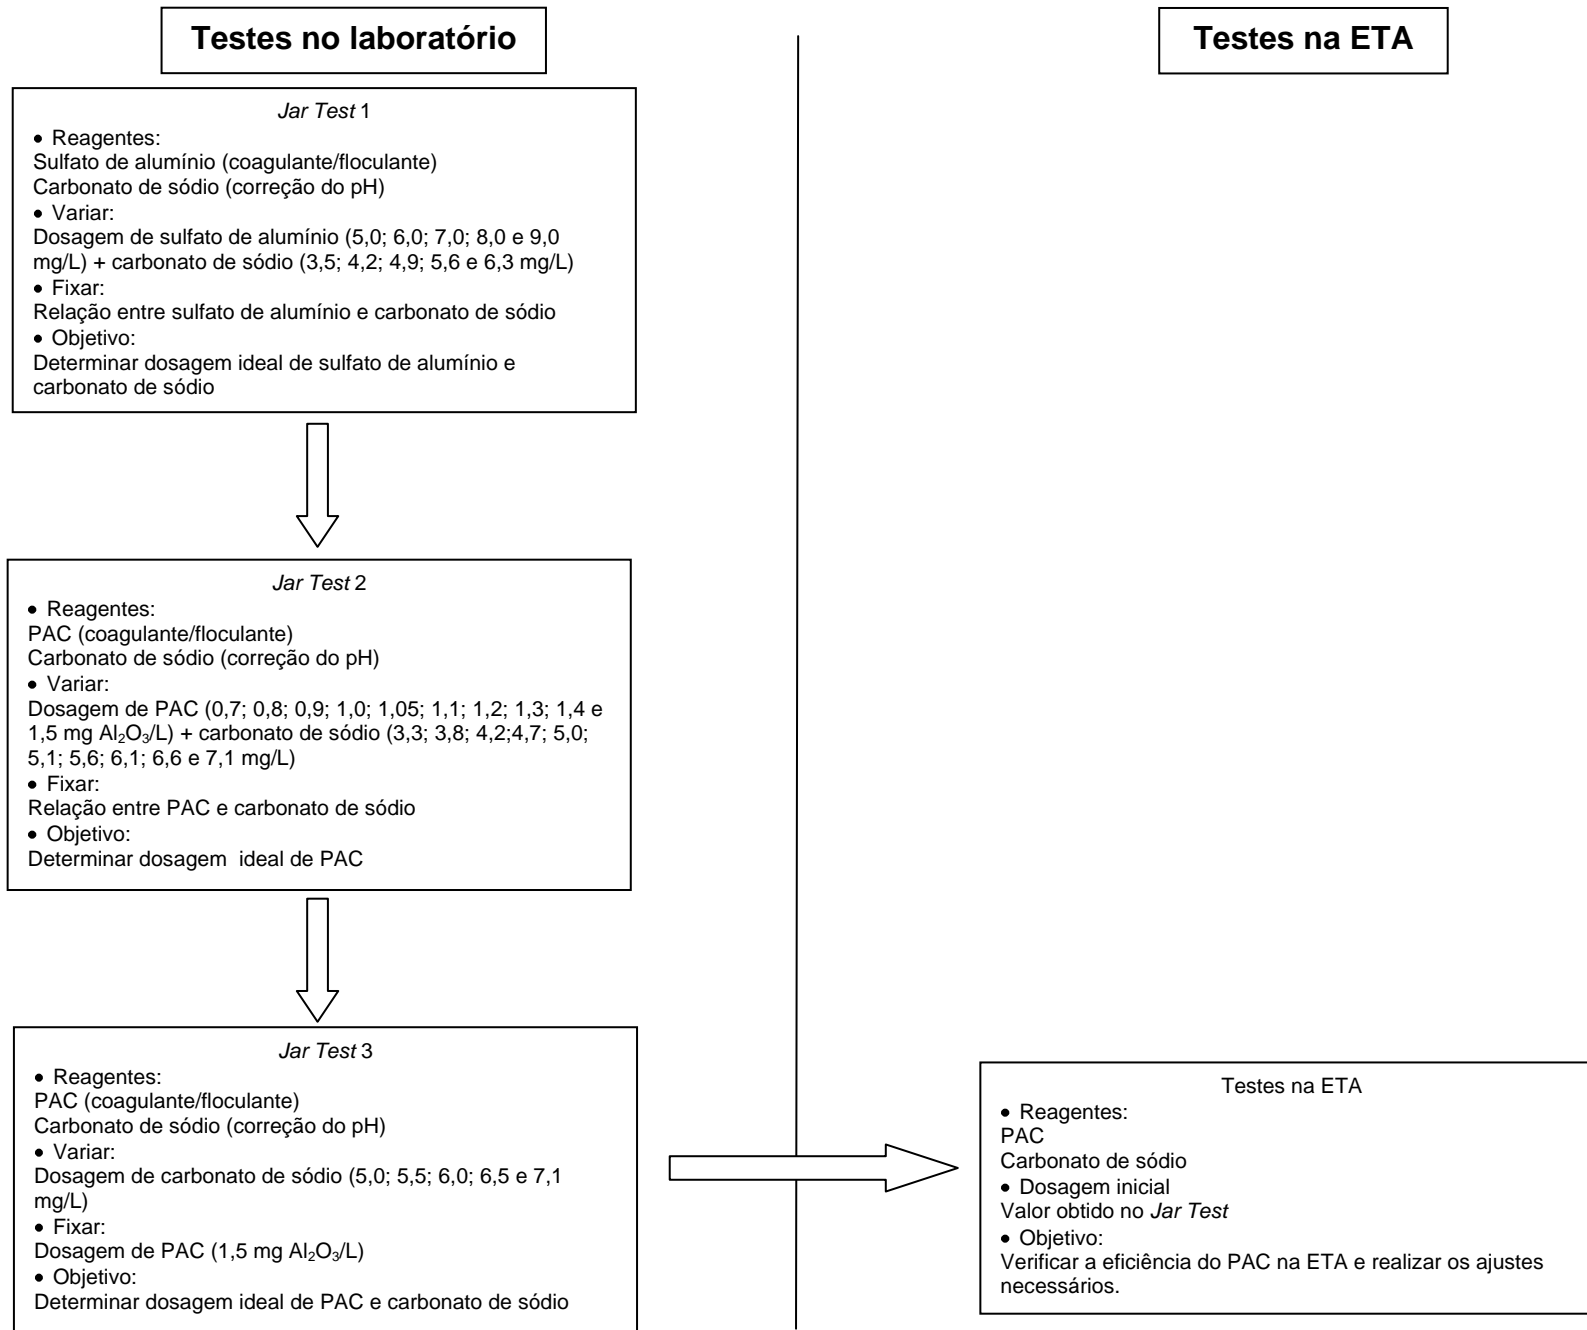 Testes no laboratório
Testes na ETA
Jar Test 1
• Reagentes:
Sulfato de alumínio (coagulante/floculante)
Carbonato de sódio (correção do pH)
• Variar:
Dosagem de sulfato de alumínio (5,0; 6,0; 7,0; 8,0 e 9,0
mg/L) + carbonato de sódio (3,5; 4,2; 4,9; 5,6 e 6,3 mg/L)
• Fixar:
Relação entre sulfato de alumínio e carbonato de sódio
• Objetivo:
Determinar dosagem ideal de sulfato de alumínio e
carbonato de sódio
Jar Test 2
• Reagentes:
PAC (coagulante/floculante)
Carbonato de sódio (correção do pH)
• Variar:
Dosagem de PAC (0,7; 0,8; 0,9; 1,0; 1,05; 1,1; 1,2; 1,3; 1,4 e
1,5 mg Al₂O₃/L) + carbonato de sódio (3,3; 3,8; 4,2;4,7; 5,0;
5,1; 5,6; 6,1; 6,6 e 7,1 mg/L)
• Fixar:
Relação entre PAC e carbonato de sódio
• Objetivo:
Determinar dosagem  ideal de PAC
Jar Test 3
• Reagentes:
PAC (coagulante/floculante)
Carbonato de sódio (correção do pH)
• Variar:
Dosagem de carbonato de sódio (5,0; 5,5; 6,0; 6,5 e 7,1
mg/L)
• Fixar:
Dosagem de PAC (1,5 mg Al₂O₃/L)
• Objetivo:
Determinar dosagem ideal de PAC e carbonato de sódio
Testes na ETA
• Reagentes:
PAC
Carbonato de sódio
• Dosagem inicial
Valor obtido no Jar Test
• Objetivo:
Verificar a eficiência do PAC na ETA e realizar os ajustes
necessários.